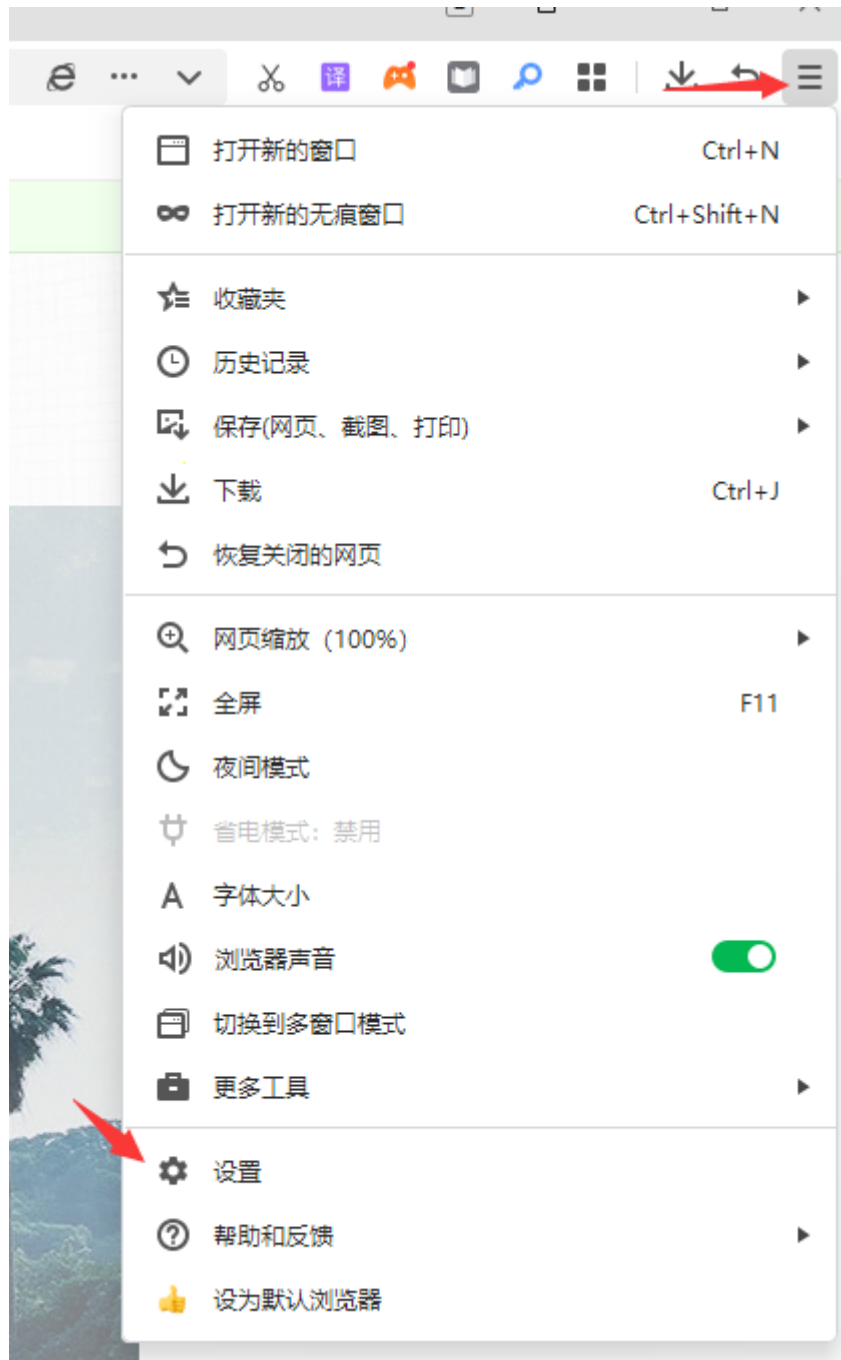 译
打开新的窗口 Ctrl+N
打开新的无痕窗口 Ctrl+Shift+N
收藏夹
历史记录
保存(网页、截图、打印)
下载 Ctrl+J
恢复关闭的网页
网页缩放（100%）
全屏 F11
夜间模式
省电模式：禁用
A 字体大小
浏览器声音
切换到多窗口模式
更多工具
设置
帮助和反馈
设为默认浏览器